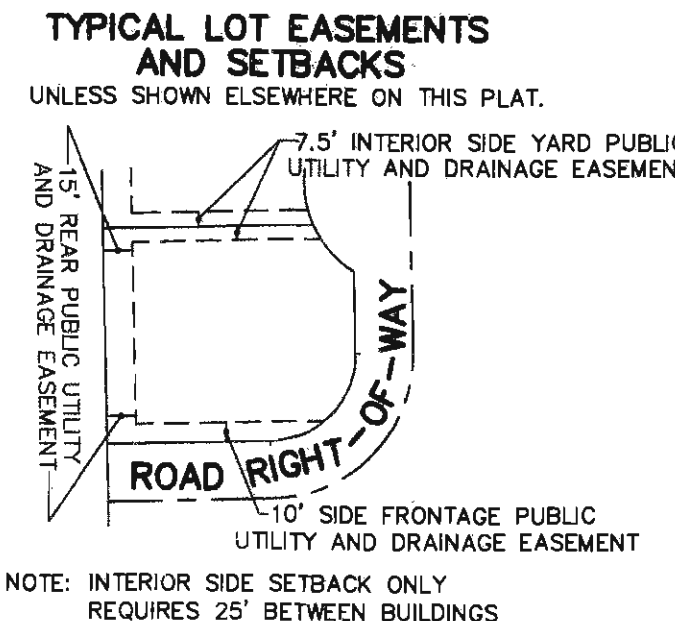 TYPICAL LOT EASEMENTS
AND SETBACKS
UNLESS SHOWN ELSEWHERE ON THIS PLAT.
7.5' INTERIOR SIDE YARD PUBLIC
UTILITY AND DRAINAGE EASEMEN
15' REAR PUBLIC UTILITY
AND DRAINAGE EASEMENT
ROAD RIGHT-OF-WAY
10' SIDE FRONTAGE PUBLIC
UTILITY AND DRAINAGE EASEMENT
NOTE: INTERIOR SIDE SETBACK ONLY
REQUIRES 25' BETWEEN BUILDINGS